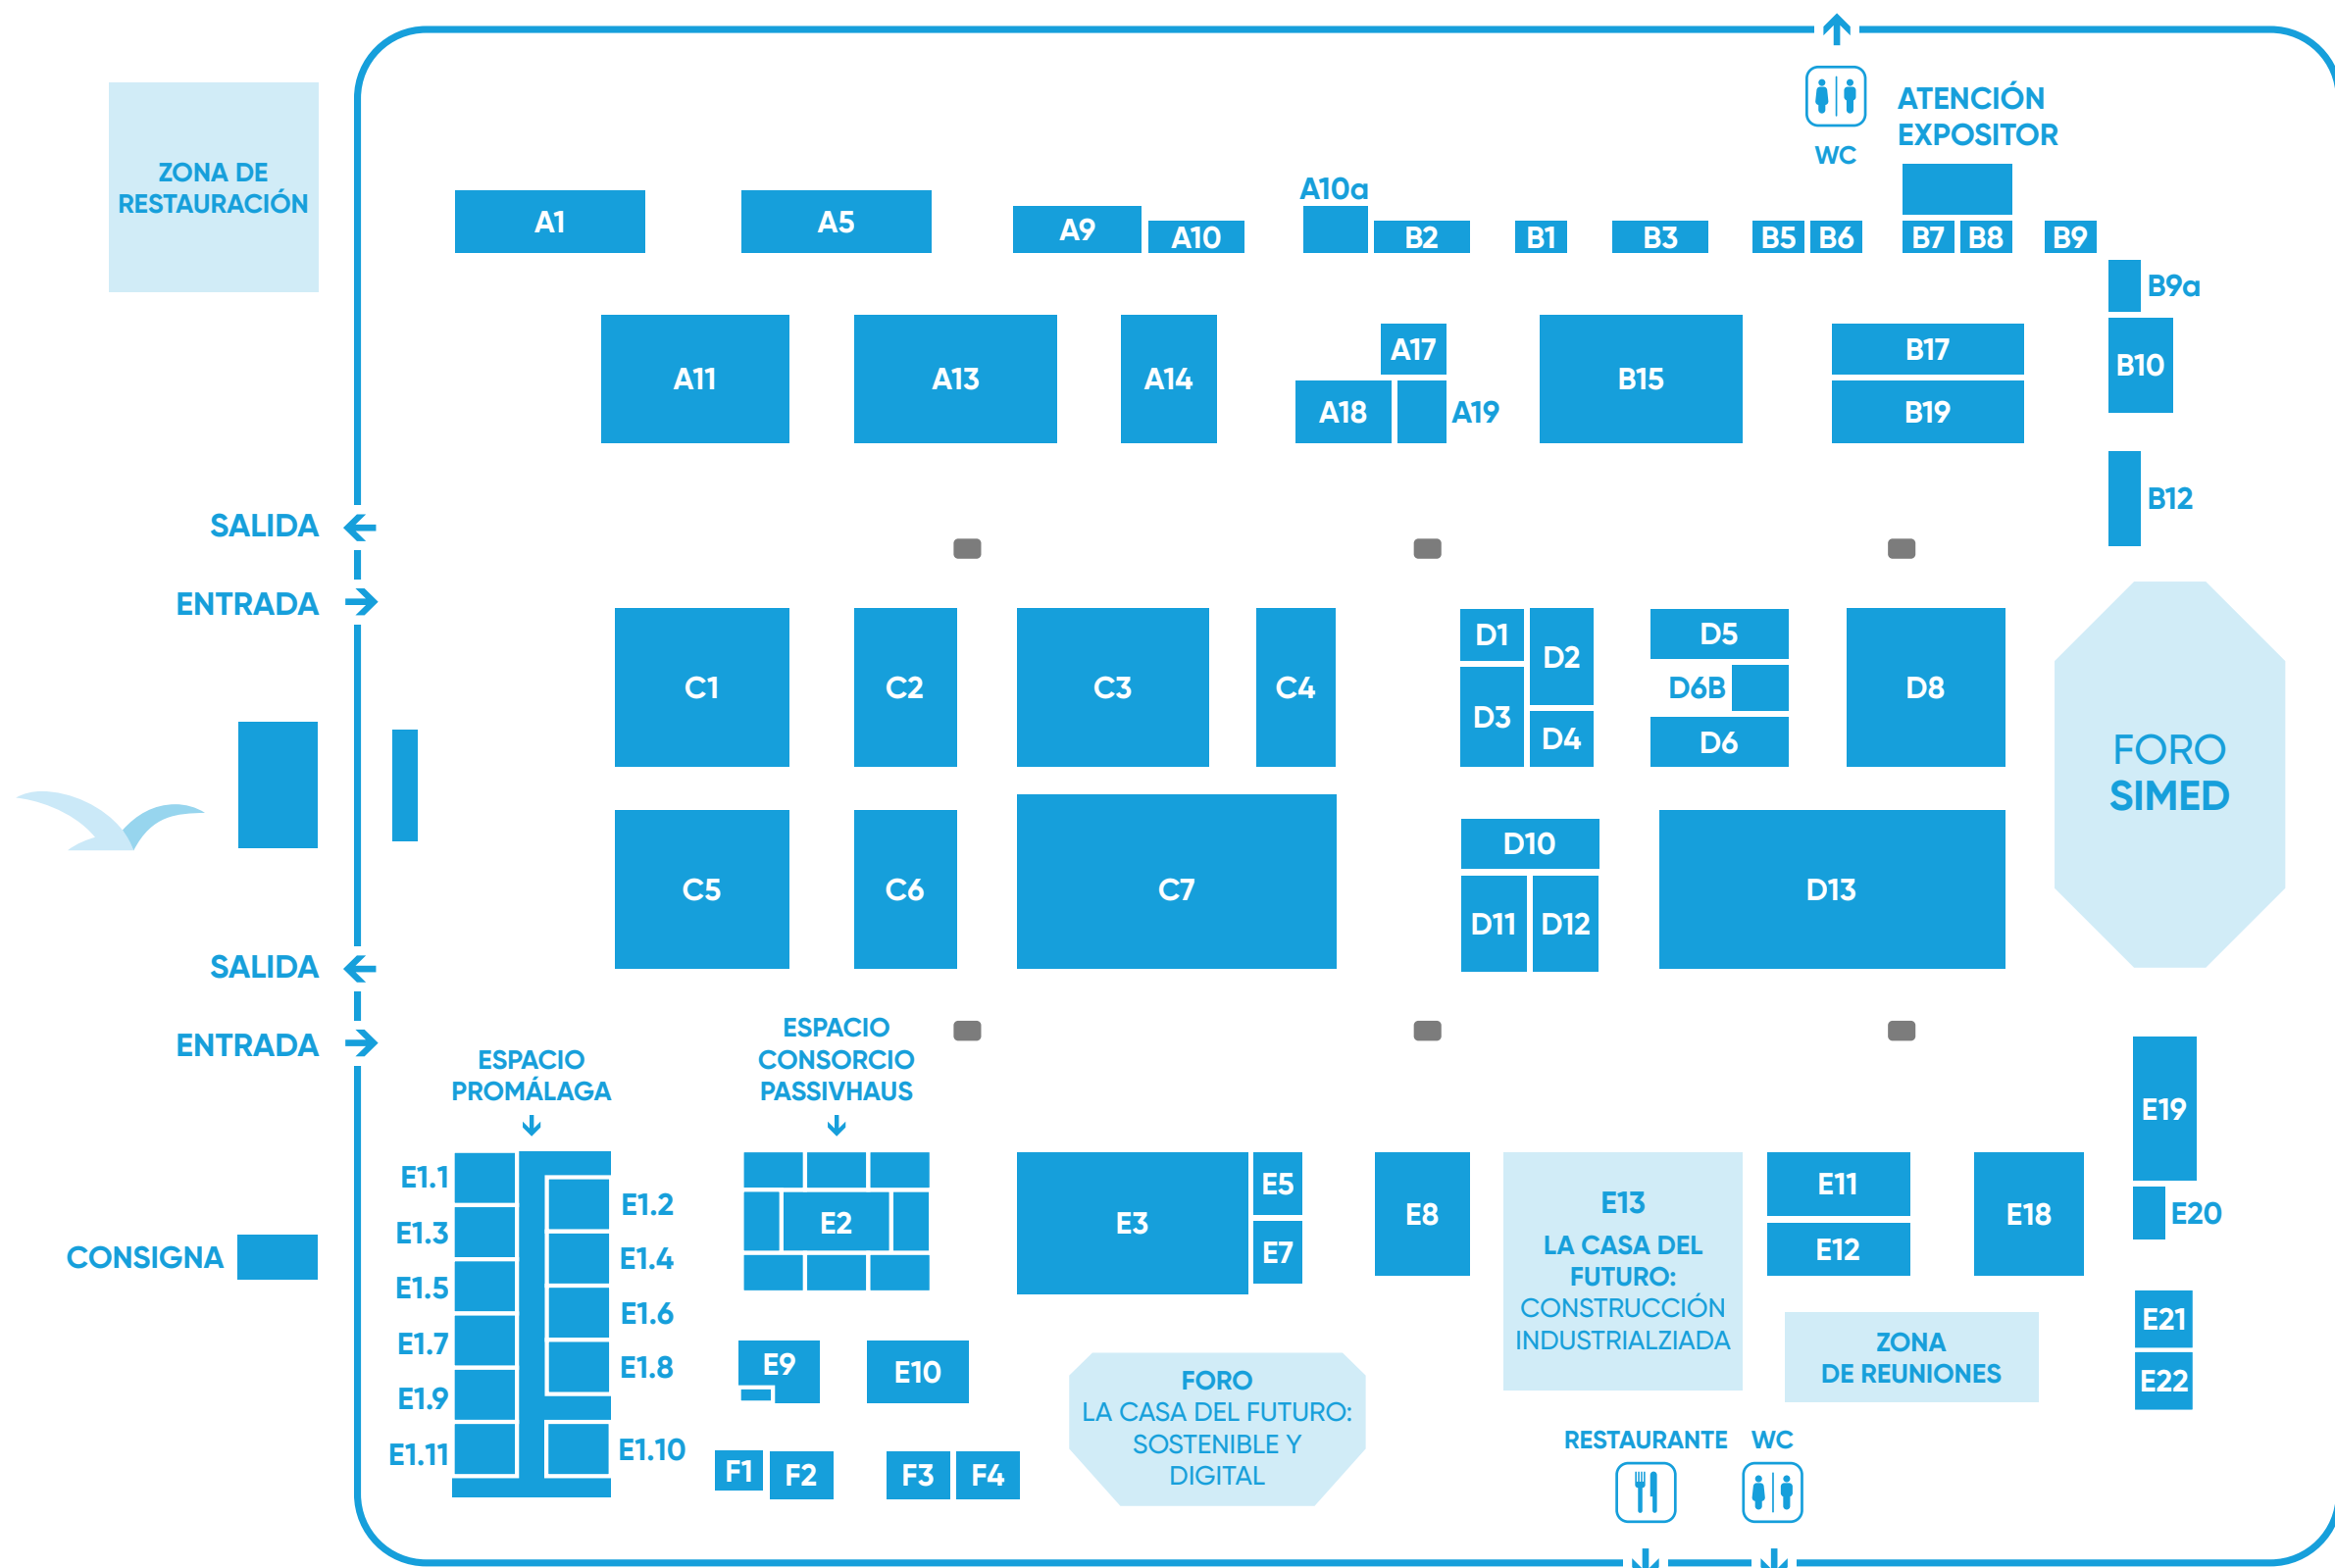 ATENCIÓN
EXPOSITOR
WC
ZONA DE
RESTAURACIÓN
A1
A5
A9
A10
A10a
B2
B1
B3
B5
B6
B7
B8
B9
B9a
A11
A13
A14
A17
A18
A19
B15
B17
B19
B10
B12
SALIDA
ENTRADA
C1
C2
C3
C4
D1
D2
D3
D4
D5
D6B
D6
D8
FORO
SIMED
C5
C6
C7
D10
D11
D12
D13
SALIDA
ENTRADA
ESPACIO
PROMÁLAGA
ESPACIO
CONSORCIO
PASSIVHAUS
E1.1
E1.2
E1.3
E1.4
E1.5
E1.6
E1.7
E1.8
E1.9
E1.10
E1.11
CONSIGNA
E2
E3
E5
E7
E8
E13
LA CASA DEL
FUTURO:
CONSTRUCCIÓN
INDUSTRIALZIADA
E11
E12
E18
E19
E20
E21
E22
ZONA
DE REUNIONES
E9
E10
FORO
LA CASA DEL FUTURO:
SOSTENIBLE Y
DIGITAL
F1
F2
F3
F4
RESTAURANTE
WC